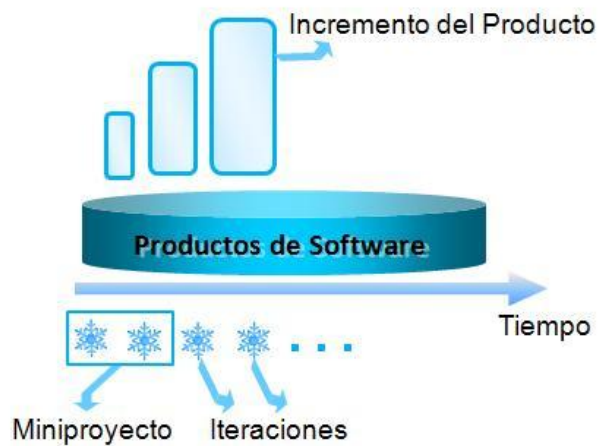 Incremento del Producto
Productos de Software
Tiempo
Miniproyecto
Iteraciones